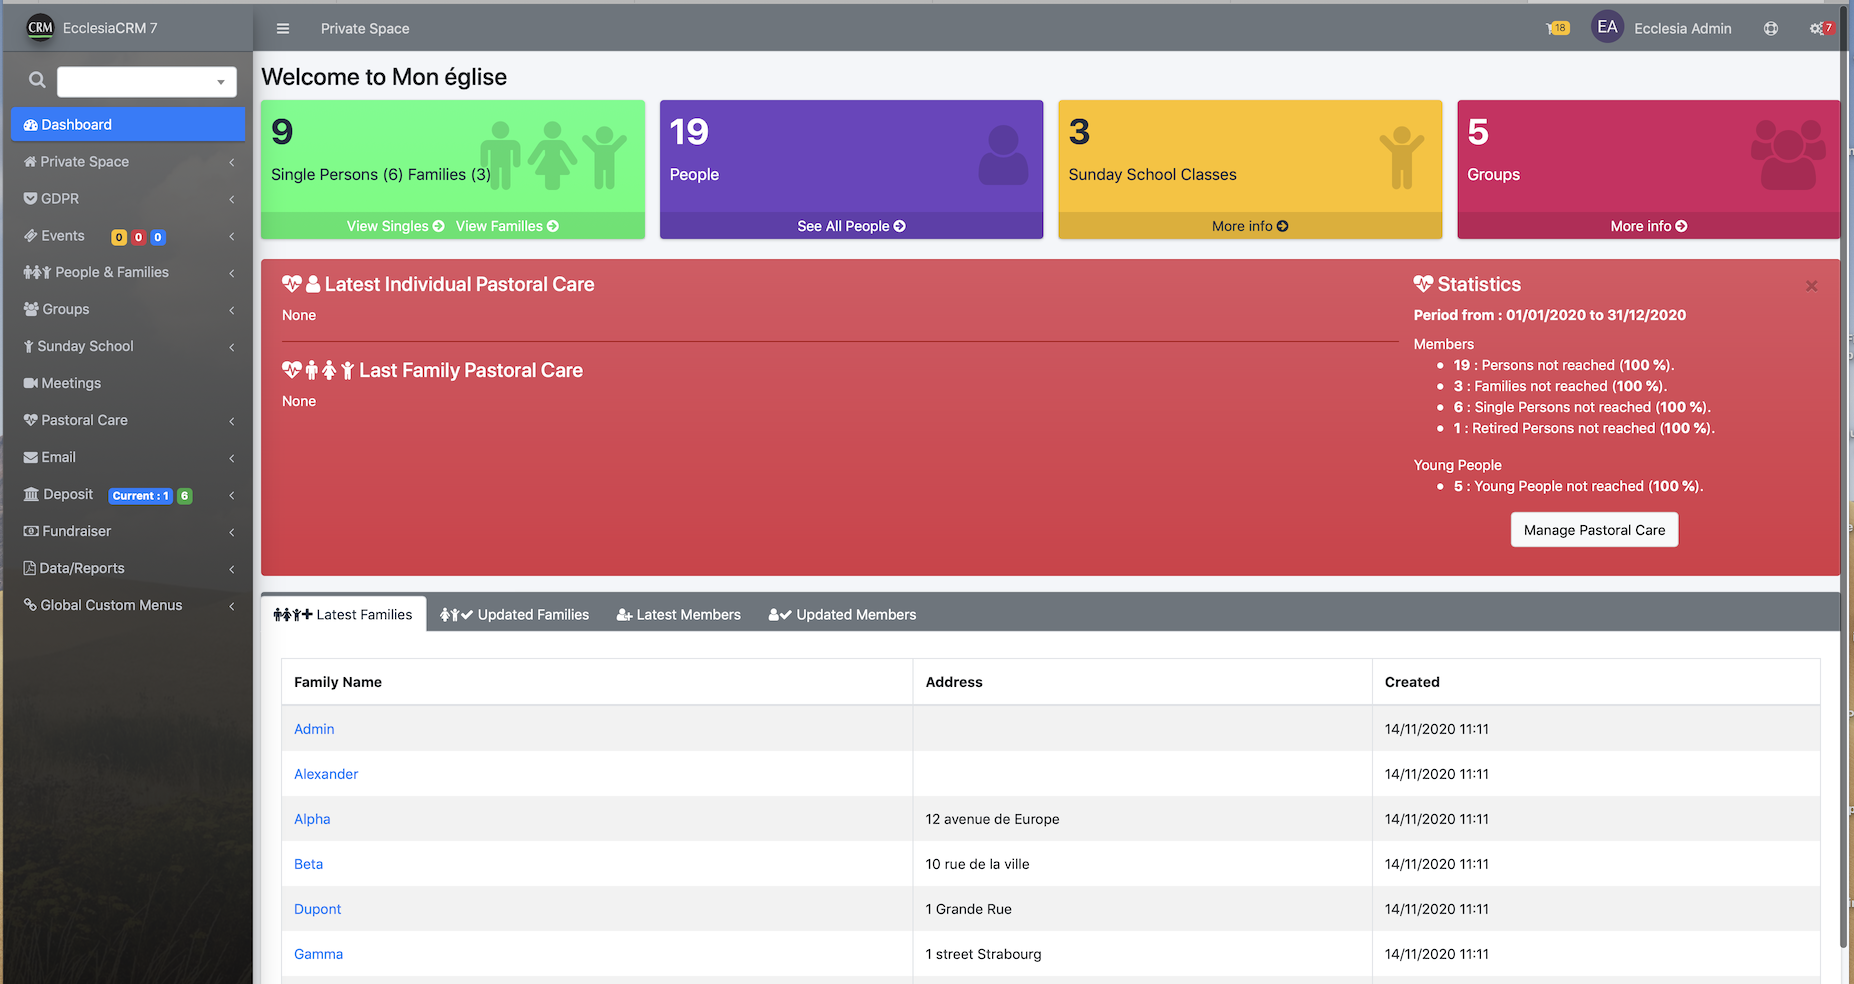 CRM EcclesiaCRM 7
Private Space
18
EA Ecclesia Admin
7
Dashboard
Private Space
GDPR
Events 0 0 0
People & Families
Groups
Sunday School
Meetings
Pastoral Care
Email
Deposit Current : 1 6
Fundraiser
Data/Reports
Global Custom Menus
Welcome to Mon église
9
Single Persons (6) Families (3)
View Singles View Families
19
People
See All People
3
Sunday School Classes
More info
5
Groups
More info
Latest Individual Pastoral Care
None
Last Family Pastoral Care
None
Statistics
×
Period from : 01/01/2020 to 31/12/2020
Members
19 : Persons not reached (100 %).
3 : Families not reached (100 %).
6 : Single Persons not reached (100 %).
1 : Retired Persons not reached (100 %).
Young People
5 : Young People not reached (100 %).
Manage Pastoral Care
Latest Families Updated Families Latest Members Updated Members
Family Name Address Created
Admin 14/11/2020 11:11
Alexander 14/11/2020 11:11
Alpha 12 avenue de Europe 14/11/2020 11:11
Beta 10 rue de la ville 14/11/2020 11:11
Dupont 1 Grande Rue 14/11/2020 11:11
Gamma 1 street Strabourg 14/11/2020 11:11